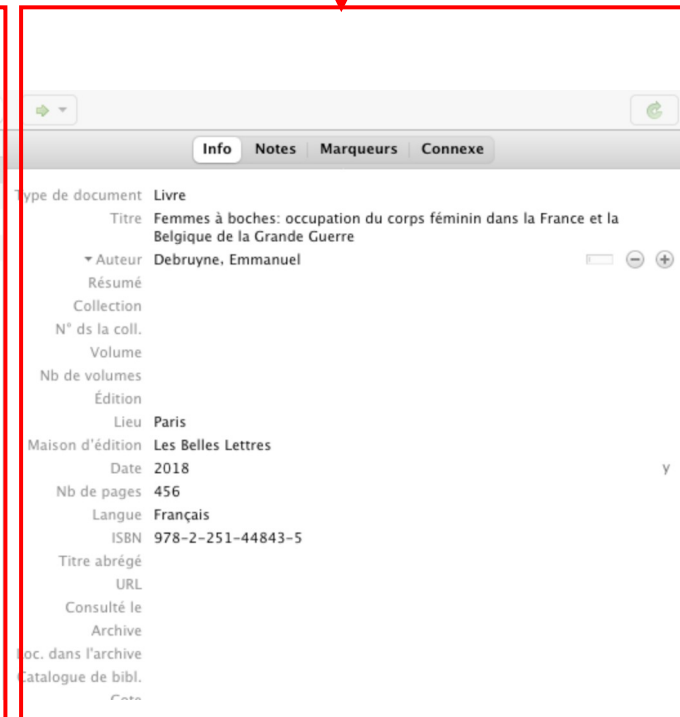 Info Notes Marqueurs Connexe
Type de document Livre
Titre Femmes à boches: occupation du corps féminin dans la France et la
Belgique de la Grande Guerre
Auteur Debruyne, Emmanuel
Résumé
Collection
N° ds la coll.
Volume
Nb de volumes
Édition
Lieu Paris
Maison d'édition Les Belles Lettres
Date 2018 y
Nb de pages 456
Langue Français
ISBN 978-2-251-44843-5
Titre abrégé
URL
Consulté le
Archive
Loc. dans l'archive
Catalogue de bibl.
Cote